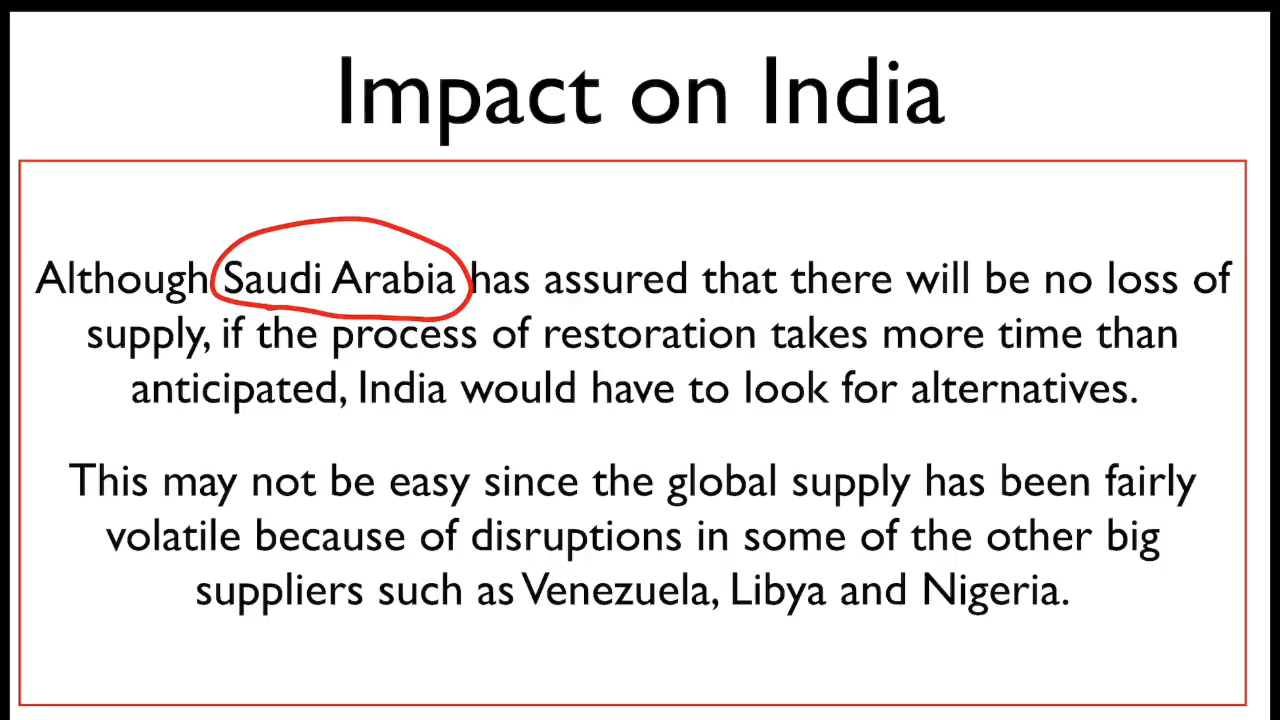 Impact on India
Although Saudi Arabia has assured that there will be no loss of
supply, if the process of restoration takes more time than
anticipated, India would have to look for alternatives.
This may not be easy since the global supply has been fairly
volatile because of disruptions in some of the other big
suppliers such as Venezuela, Libya and Nigeria.